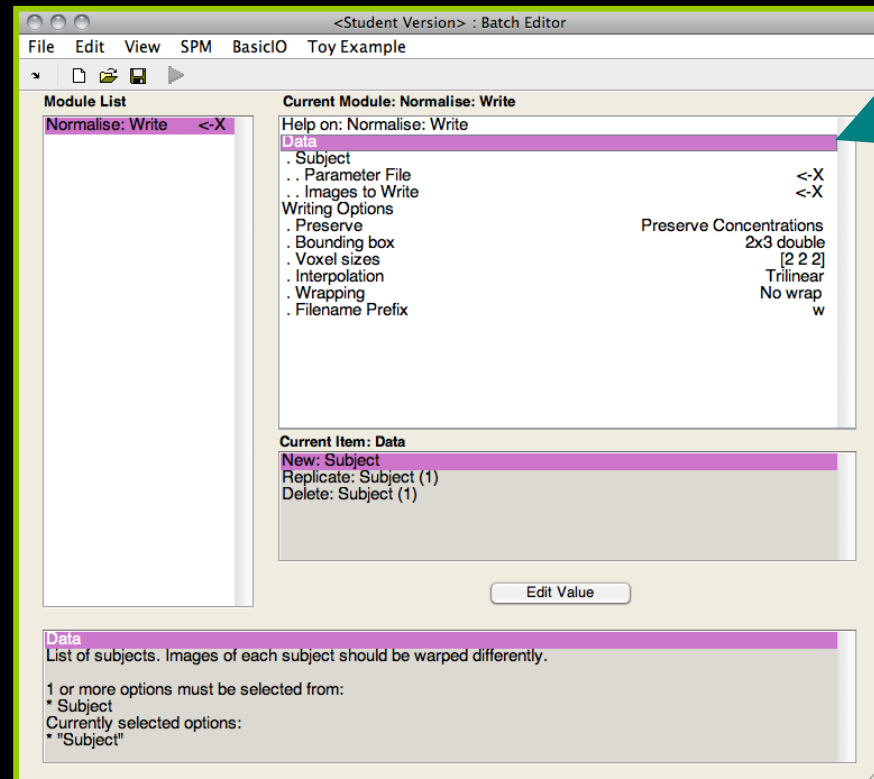 <Student Version> : Batch Editor
File Edit View SPM BasicIO Toy Example
Module List
Normalise: Write <-X
Current Module: Normalise: Write
Help on: Normalise: Write
Data
. Subject
. . Parameter File <-X
. . Images to Write <-X
Writing Options
. Preserve Preserve Concentrations
. Bounding box 2x3 double
. Voxel sizes [2 2 2]
. Interpolation Trilinear
. Wrapping No wrap
. Filename Prefix w
Current Item: Data
New: Subject
Replicate: Subject (1)
Delete: Subject (1)
Edit Value
Data
List of subjects. Images of each subject should be warped differently.
1 or more options must be selected from:
* Subject
Currently selected options:
* "Subject"